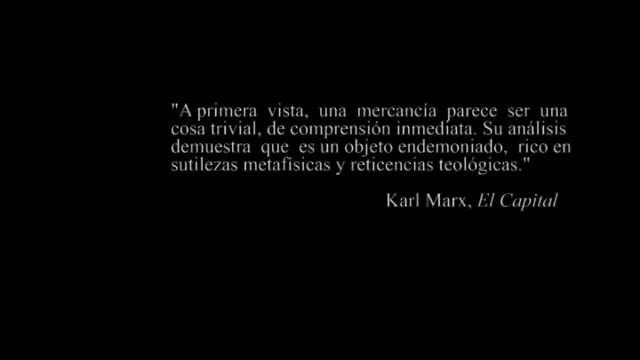 "A primera vista, una mercancía parece ser una
cosa trivial, de comprensión inmediata. Su análisis
demuestra que es un objeto endemoniado, rico en
sutilezas metafísicas y reticencias teológicas."
Karl Marx, El Capital